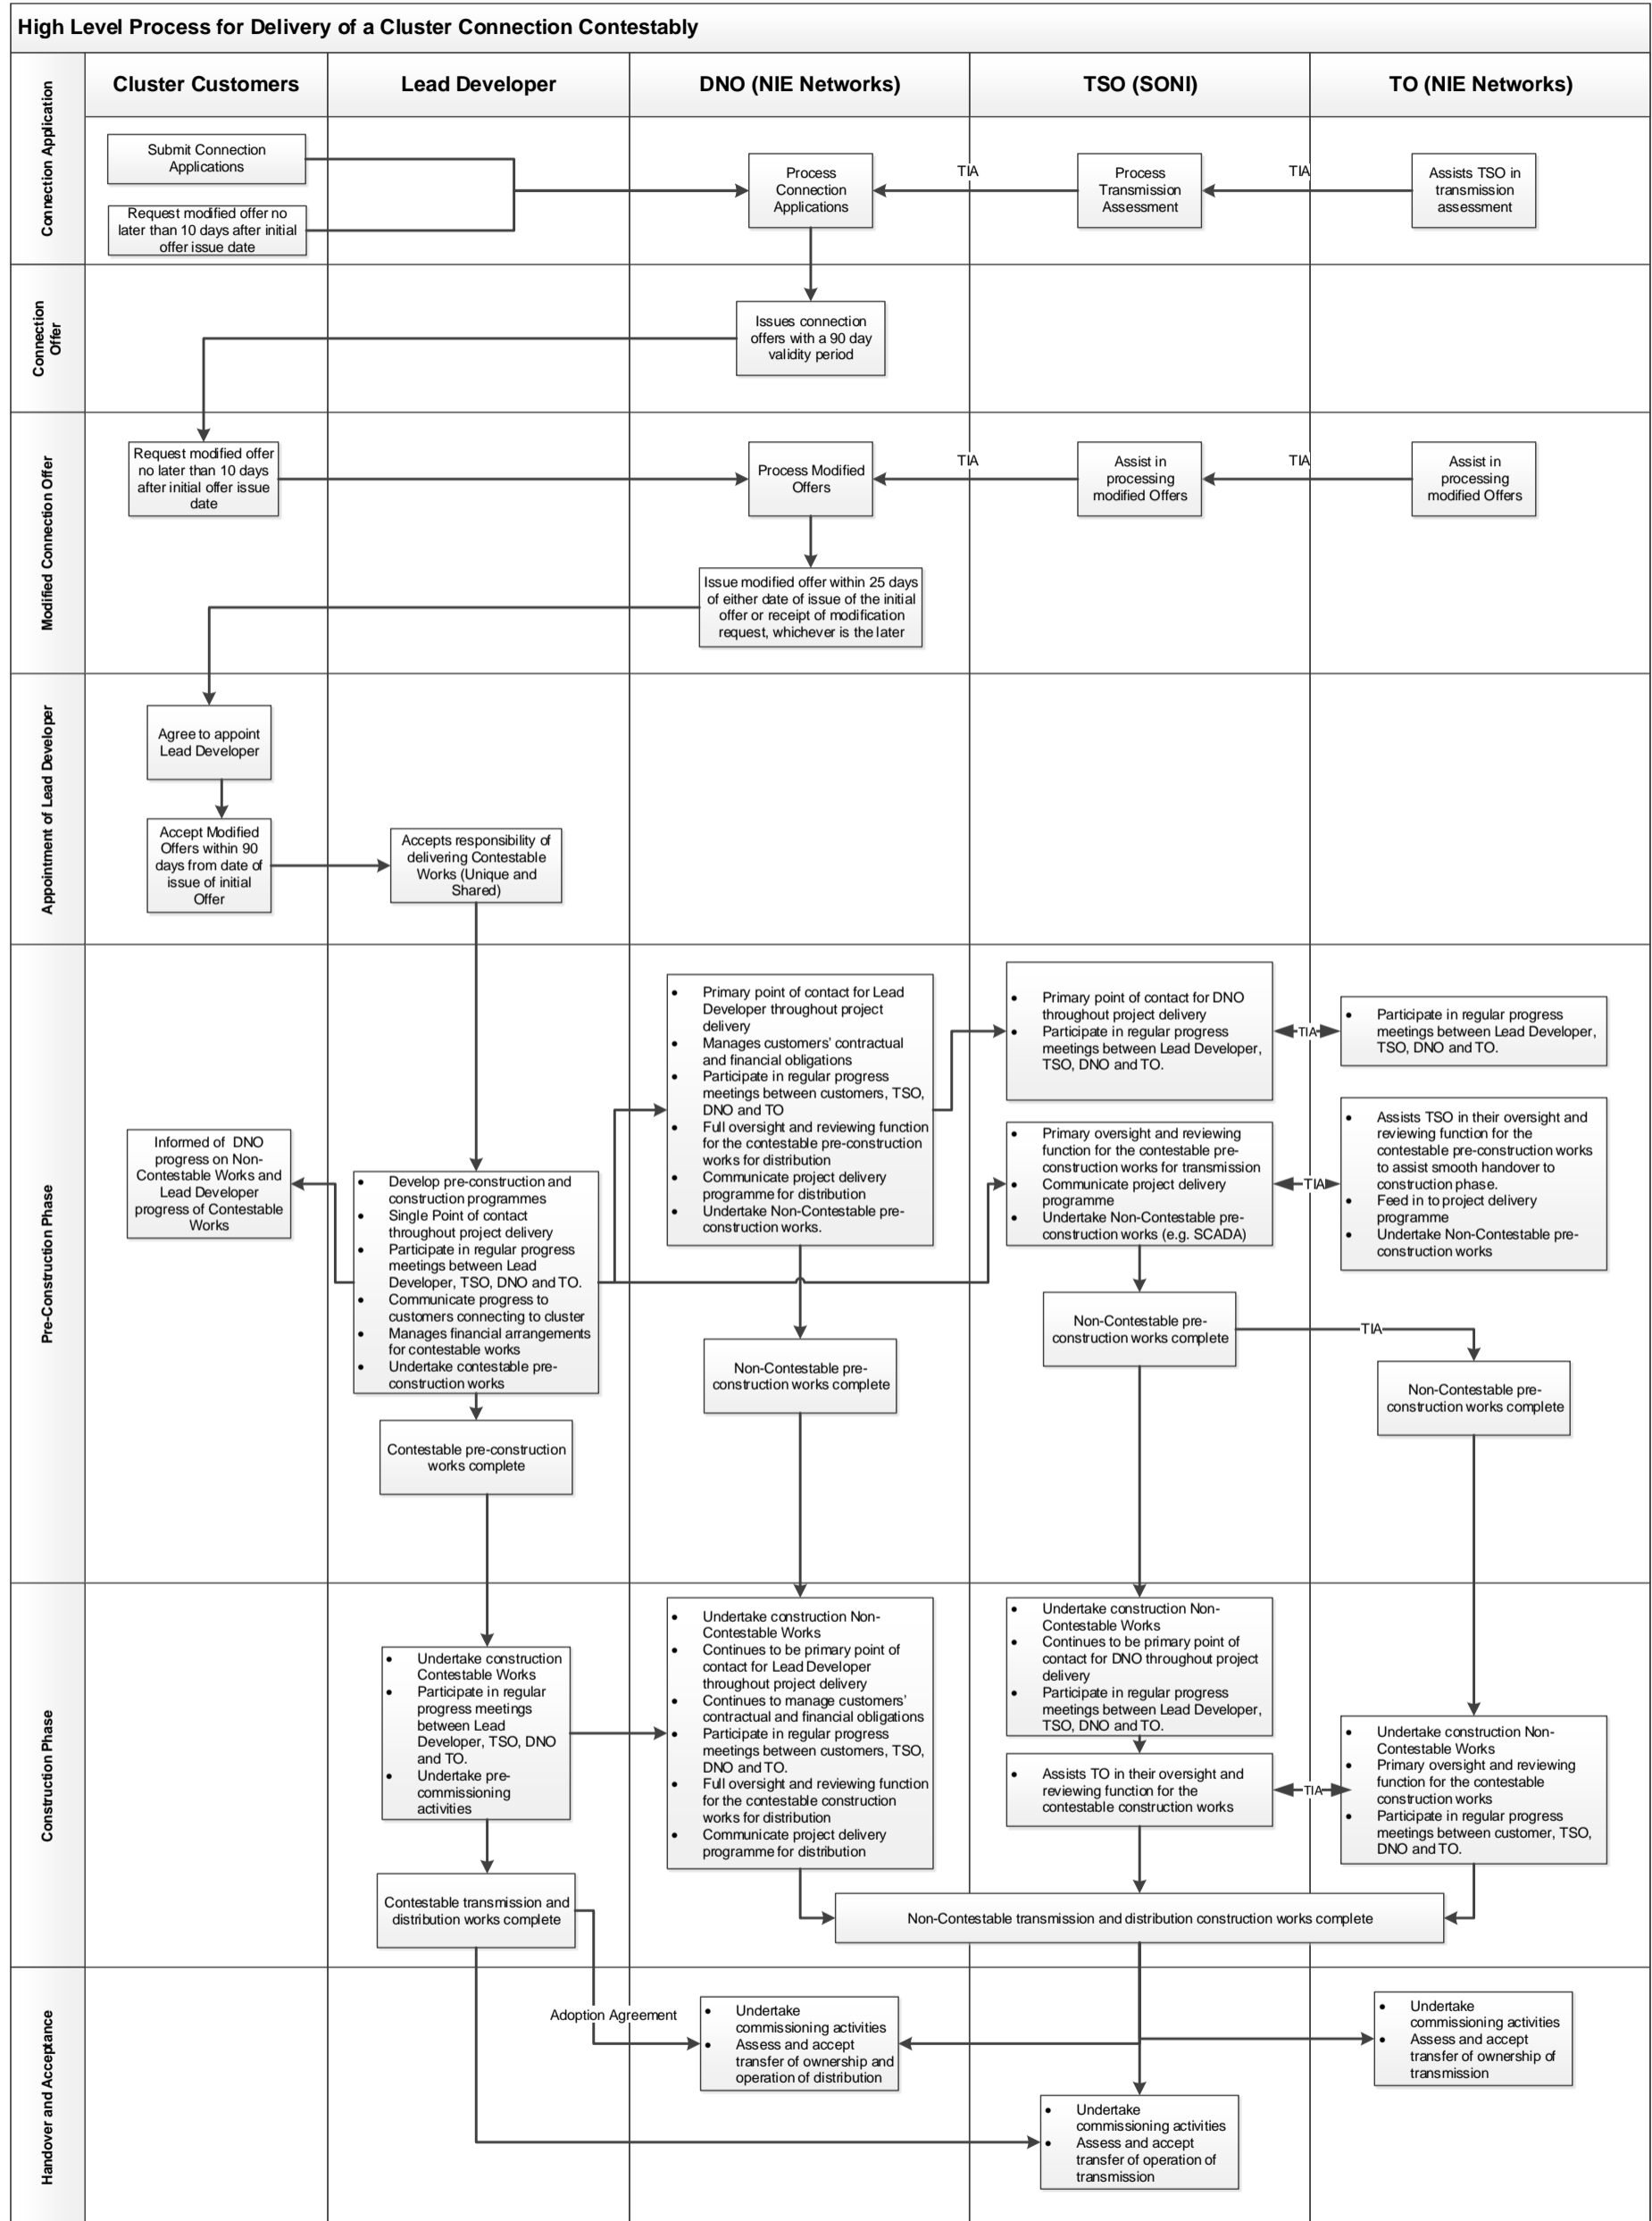 High Level Process for Delivery of a Cluster Connection Contestably
Cluster Customers
Lead Developer
DNO (NIE Networks)
TSO (SONI)
TO (NIE Networks)
Connection Application
Submit Connection
Applications
Request modified offer no
later than 10 days after initial
offer issue date
Process
Connection
Applications
TIA
Process
Transmission
Assessment
TIA
Assists TSO in
transmission
assessment
Connection
Offer
Issues connection
offers with a 90 day
validity period
Modified Connection Offer
Request modified offer
no later than 10 days
after initial offer issue
date
Process Modified
Offers
TIA
Assist in
processing
modified Offers
TIA
Assist in
processing
modified Offers
Issue modified offer within 25 days
of either date of issue of the initial
offer or receipt of modification
request, whichever is the later
Appointment of Lead Developer
Agree to appoint
Lead Developer
Accept Modified
Offers within 90
days from date of
issue of initial
Offer
Accepts responsibility of
delivering Contestable
Works (Unique and
Shared)
Pre-Construction Phase
Informed of DNO
progress on Non-
Contestable Works and
Lead Developer
progress of Contestable
Works
• Develop pre-construction and
construction programmes
• Single Point of contact
throughout project delivery
• Participate in regular progress
meetings between Lead
Developer, TSO, DNO and TO.
• Communicate progress to
customers connecting to cluster
• Manages financial arrangements
for contestable works
• Undertake contestable pre-
construction works
Contestable pre-construction
works complete
• Primary point of contact for Lead
Developer throughout project
delivery
• Manages customers' contractual
and financial obligations
• Participate in regular progress
meetings between customers, TSO,
DNO and TO
• Full oversight and reviewing function
for the contestable pre-construction
works for distribution
• Communicate project delivery
programme for distribution
• Undertake Non-Contestable pre-
construction works.
Non-Contestable pre-
construction works complete
• Primary point of contact for DNO
throughout project delivery
• Participate in regular progress
meetings between Lead Developer,
TSO, DNO and TO.
TIA
• Participate in regular progress
meetings between Lead Developer,
TSO, DNO and TO.
• Primary oversight and reviewing
function for the contestable pre-
construction works for transmission
• Communicate project delivery
programme
• Undertake Non-Contestable pre-
construction works (e.g. SCADA)
TIA
• Assists TSO in their oversight and
reviewing function for the
contestable pre-construction works
to assist smooth handover to
construction phase.
• Feed in to project delivery
programme
• Undertake Non-Contestable pre-
construction works
Non-Contestable pre-
construction works complete
TIA
Non-Contestable pre-
construction works complete
Construction Phase
• Undertake construction
Contestable Works
• Participate in regular
progress meetings
between Lead
Developer, TSO, DNO
and TO.
• Undertake pre-
commissioning
activities
Contestable transmission and
distribution works complete
• Undertake construction Non-
Contestable Works
• Continues to be primary point of
contact for Lead Developer
throughout project delivery
• Continues to manage customers'
contractual and financial obligations
• Participate in regular progress
meetings between customers, TSO,
DNO and TO.
• Full oversight and reviewing function
for the contestable construction
works for distribution
• Communicate project delivery
programme for distribution
• Undertake construction Non-
Contestable Works
• Continues to be primary point of
contact for DNO throughout project
delivery
• Participate in regular progress
meetings between Lead Developer,
TSO, DNO and TO.
• Assists TO in their oversight and
reviewing function for the
contestable construction works
TIA
• Undertake construction Non-
Contestable Works
• Primary oversight and reviewing
function for the contestable
construction works
• Participate in regular progress
meetings between customer, TSO,
DNO and TO.
Non-Contestable transmission and distribution construction works complete
Handover and Acceptance
Adoption Agreement
• Undertake
commissioning activities
• Assess and accept
transfer of ownership and
operation of distribution
• Undertake
commissioning activities
• Assess and accept
transfer of operation of
transmission
• Undertake
commissioning activities
• Assess and accept
transfer of ownership of
transmission